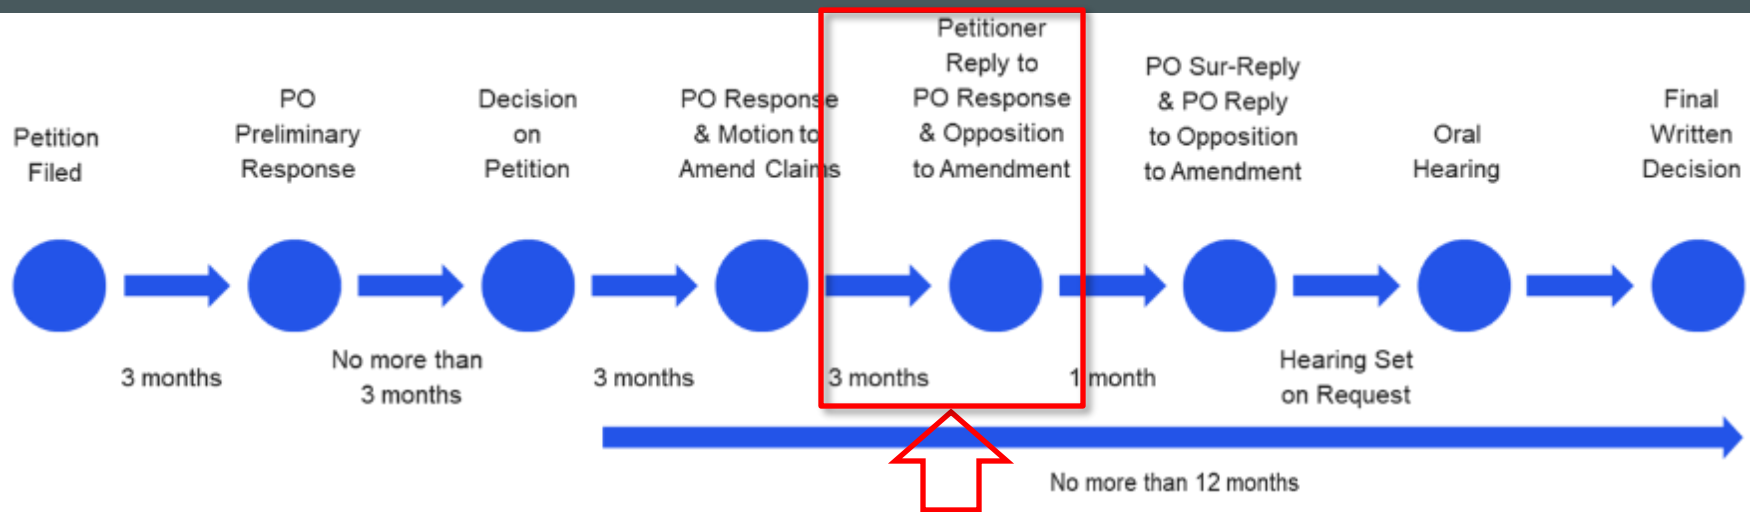 Petition
Filed
PO
Preliminary
Response
Decision
on
Petition
PO Response
& Motion to
Amend Claims
Petitioner
Reply to
PO Response
& Opposition
to Amendment
PO Sur-Reply
& PO Reply
to Opposition
to Amendment
Oral
Hearing
Final
Written
Decision
3 months
No more than
3 months
3 months
3 months
1 month
Hearing Set
on Request
No more than 12 months